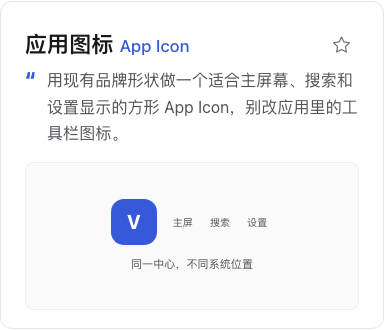 应用图标 App Icon
“ 用现有品牌形状做一个适合主屏幕、搜索和
设置显示的方形 App Icon，别改应用里的工
具栏图标。
V 主屏 搜索 设置
同一中心，不同系统位置